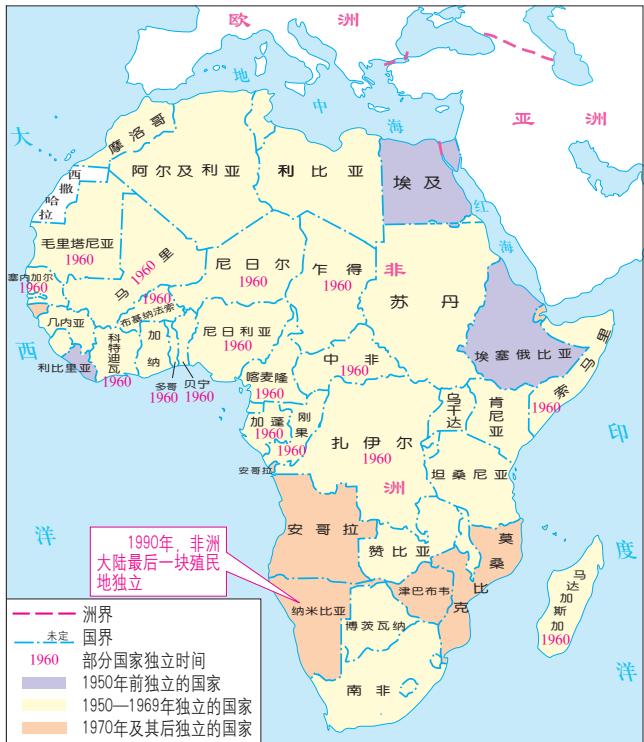 欧 洲
地
中
海
亚 洲
大
西
洋
摩洛哥
阿尔及利亚
利比亚
埃及
红
海
西
撒
哈
拉
毛里塔尼亚
1960
马里
1960
尼日尔
1960
乍得
1960
非
洲
苏丹
塞内加尔
1960
几内亚
布基纳法索
1960
科特迪瓦
1960
加纳
尼日利亚
1960
利比里亚
多哥
1960
贝宁
1960
中非
1960
埃塞俄比亚
索马里
1960
喀麦隆
1960
加蓬
1960
刚果
1960
扎伊尔
1960
乌干达
肯尼亚
坦桑尼亚
安哥拉
安哥拉
赞比亚
莫桑比克
津巴布韦
纳米比亚
博茨瓦纳
南非
马达加斯加
1960
印
度
洋
1990年，非洲
大陆最后一块殖民
地独立
洲界
未定 国界
1960 部分国家独立时间
1950年前独立的国家
1950—1969年独立的国家
1970年及其后独立的国家